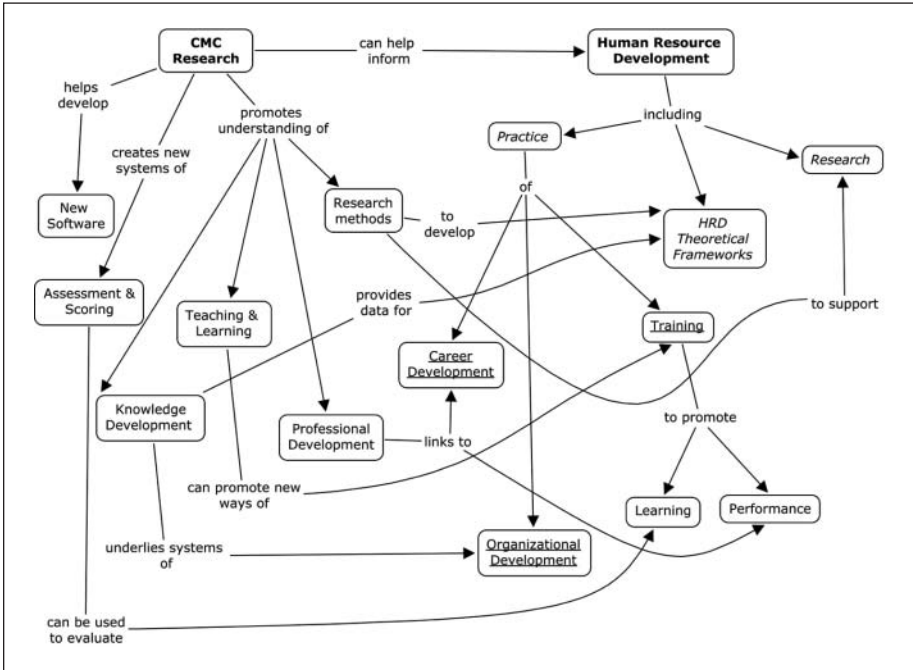 CMC
Research
can help
inform
Human Resource
Development
helps
develop
promotes
understanding of
including
Practice
creates new
systems of
Research
of
New
Software
Research
methods
to
develop
HRD
Theoretical
Frameworks
Assessment &
Scoring
provides
data for
to support
Teaching &
Learning
Training
Career
Development
Knowledge
Development
Professional
Development
links to
to promote
can promote new
ways of
Learning
Performance
underlies systems
of
Organizational
Development
can be used
to evaluate